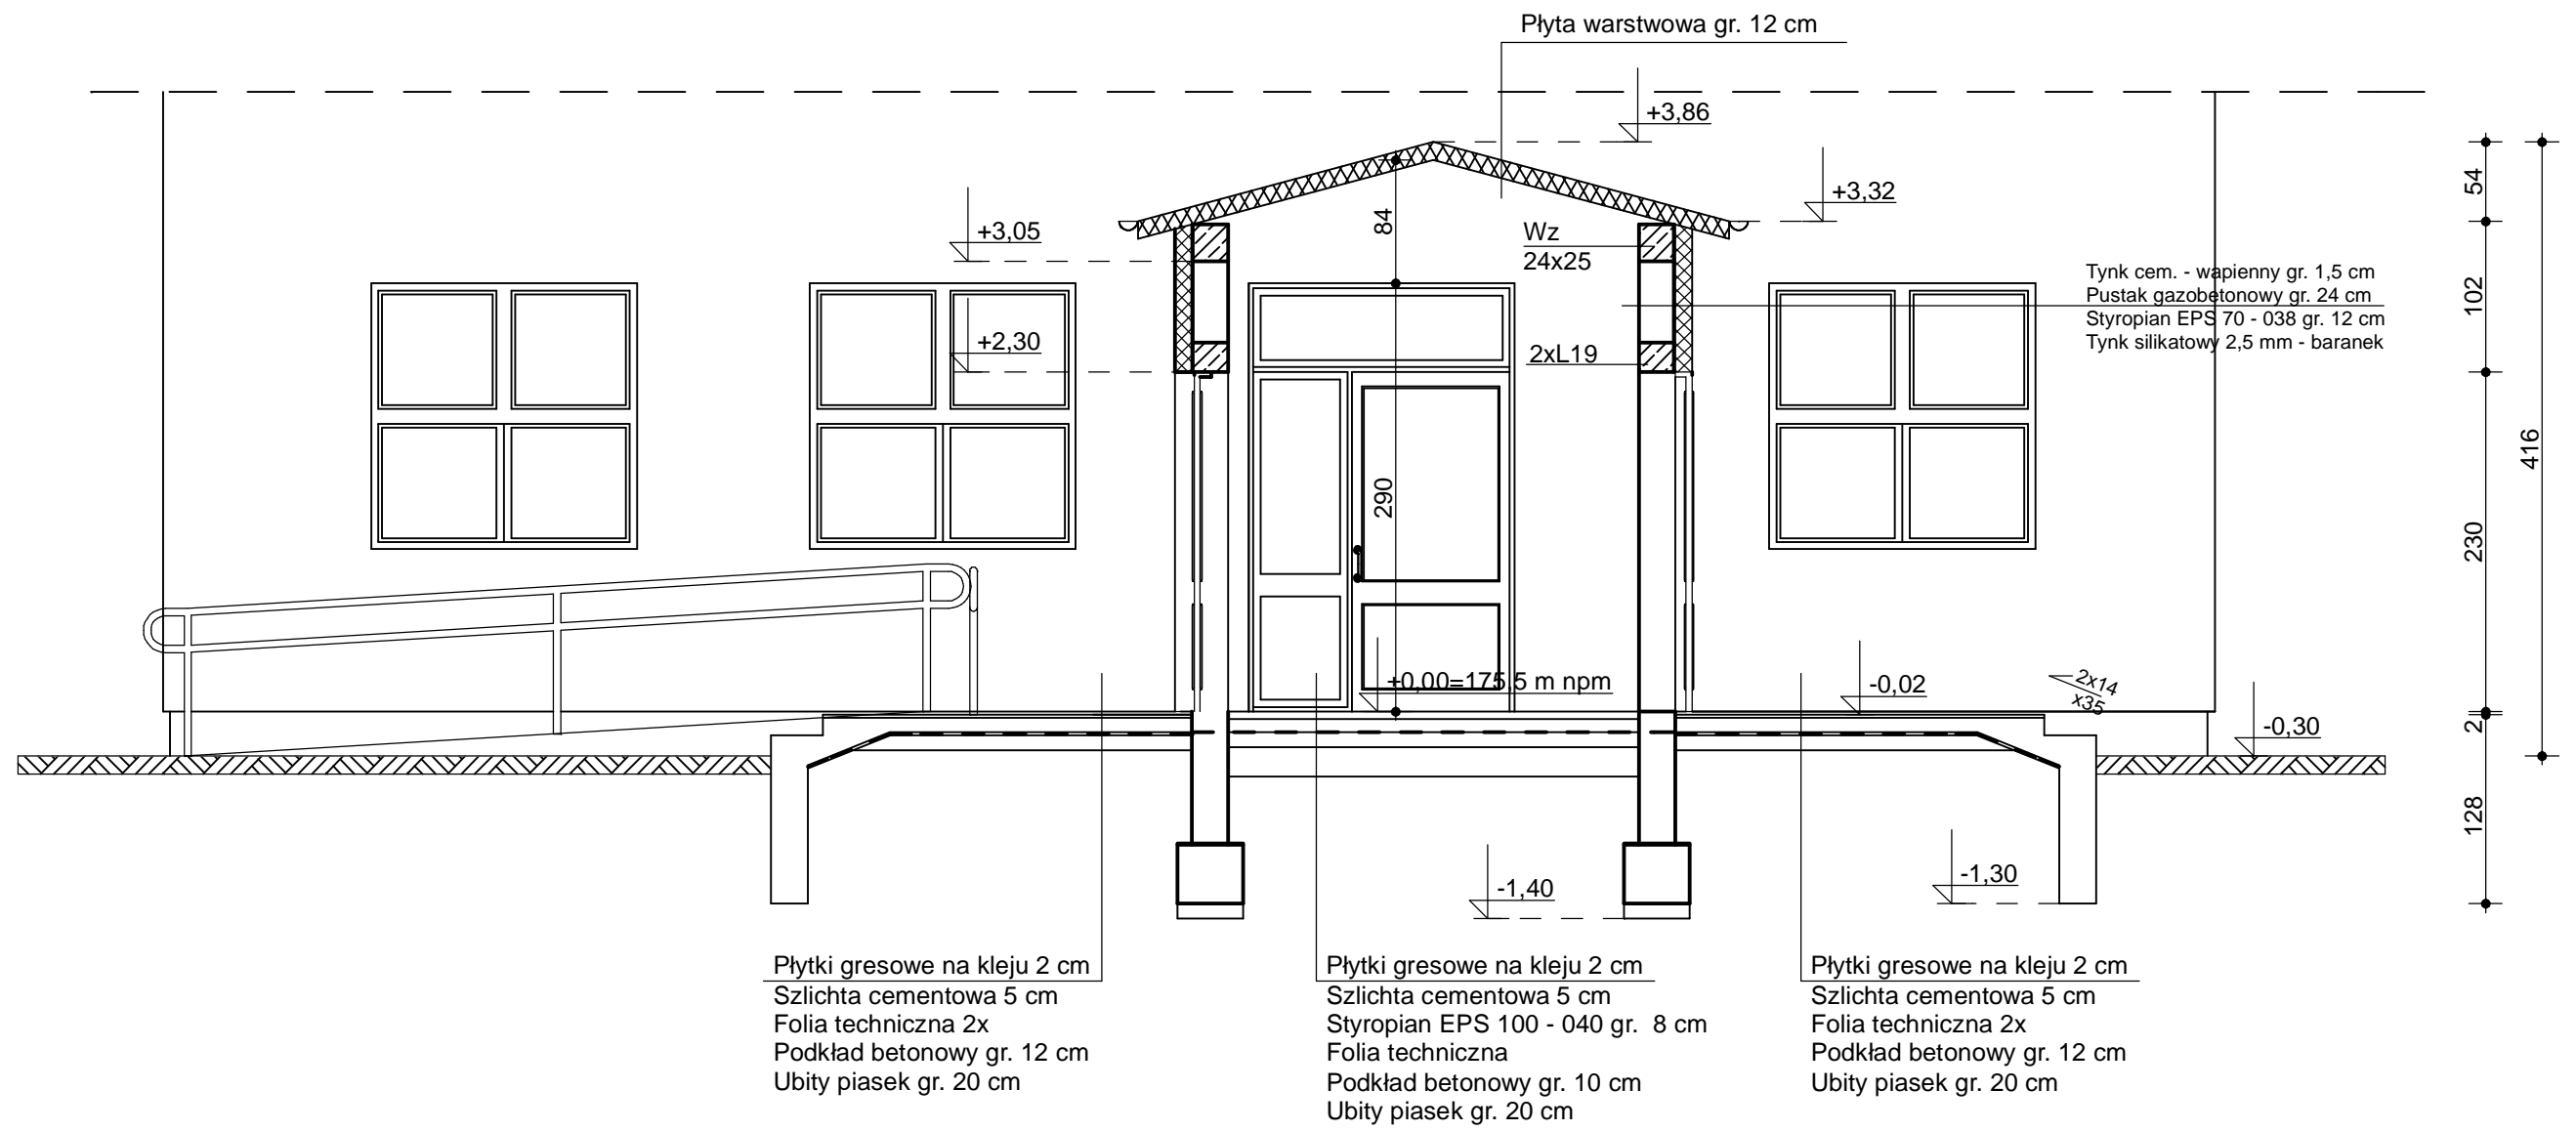 Płyta warstwowa gr. 12 cm
+3,86
+3,32
54
84
+3,05
Wz
24x25
102
Tynk cem. - wapienny gr. 1,5 cm
Pustak gazobetonowy gr. 24 cm
Styropian EPS 70 - 038 gr. 12 cm
Tynk silikatowy 2,5 mm - baranek
+2,30
2xL19
416
290
230
+0,00=175,5 m npm
-0,02
2x14
x35
-0,30
2
128
-1,40
-1,30
Płytki gresowe na kleju 2 cm
Szlichta cementowa 5 cm
Folia techniczna 2x
Podkład betonowy gr. 12 cm
Ubity piasek gr. 20 cm
Płytki gresowe na kleju 2 cm
Szlichta cementowa 5 cm
Styropian EPS 100 - 040 gr. 8 cm
Folia techniczna
Podkład betonowy gr. 10 cm
Ubity piasek gr. 20 cm
Płytki gresowe na kleju 2 cm
Szlichta cementowa 5 cm
Folia techniczna 2x
Podkład betonowy gr. 12 cm
Ubity piasek gr. 20 cm